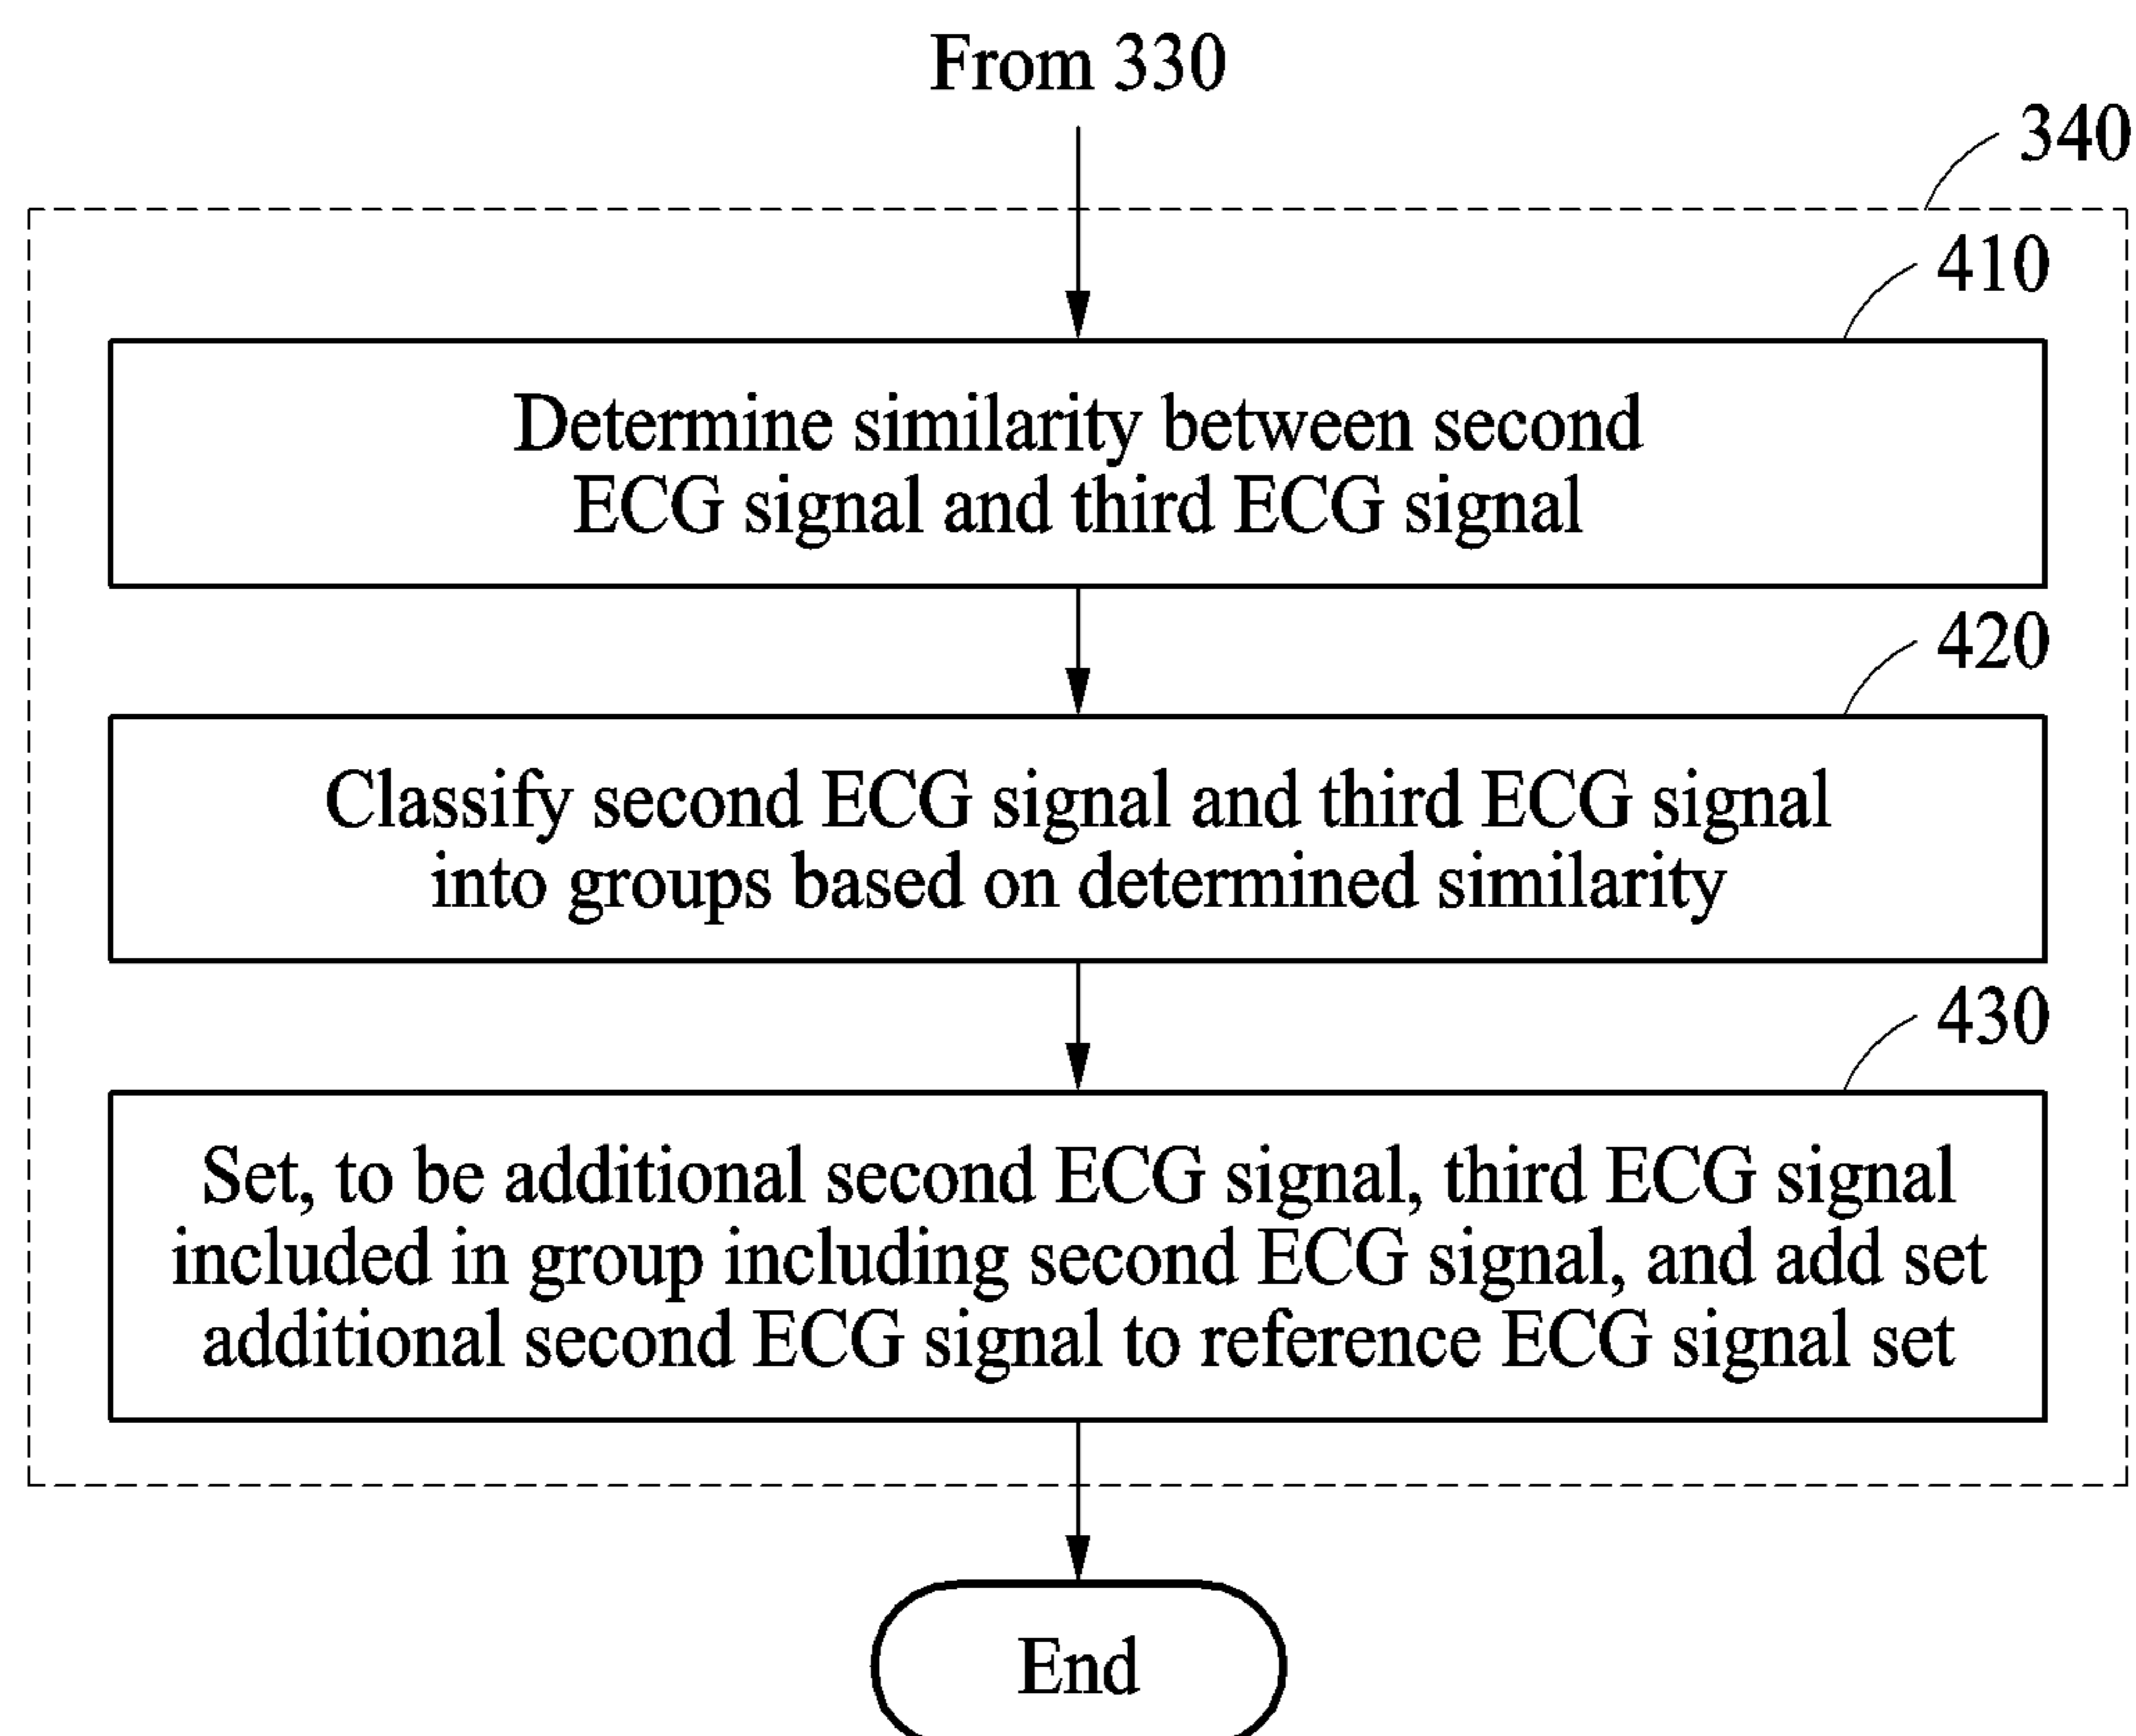 From 330
340
410
Determine similarity between second
ECG signal and third ECG signal
420
Classify second ECG signal and third ECG signal
into groups based on determined similarity
430
Set, to be additional second ECG signal, third ECG signal
included in group including second ECG signal, and add set
additional second ECG signal to reference ECG signal set
End